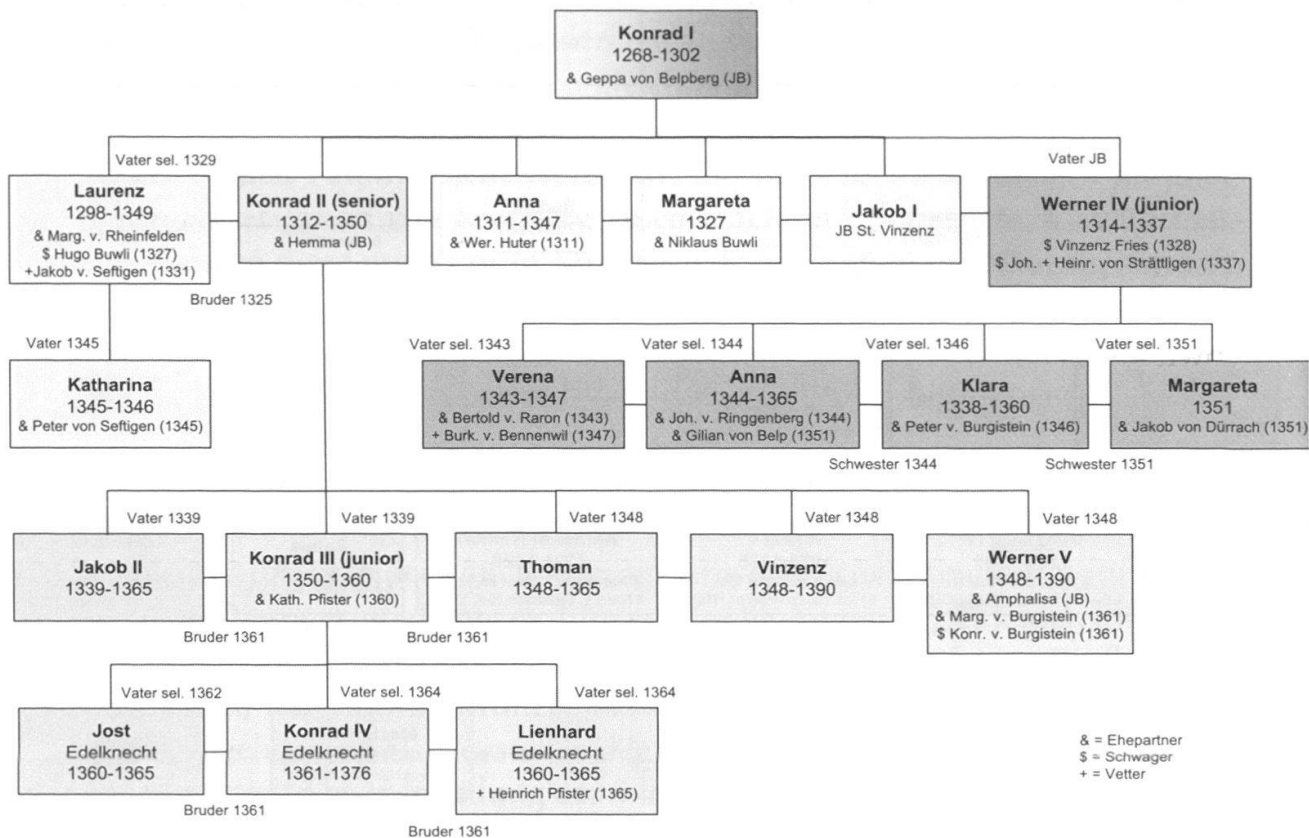 Konrad I
1268-1302
& Geppa von Belpberg (JB)
Vater sel. 1329
Vater JB
Laurenz
1298-1349
& Marg. v. Rheinfelden
$ Hugo Buwli (1327)
+Jakob v. Seftigen (1331)
Konrad II (senior)
1312-1350
& Hemma (JB)
Anna
1311-1347
& Wer. Huter (1311)
Margareta
1327
& Niklaus Buwli
Jakob I
JB St. Vinzenz
Werner IV (junior)
1314-1337
$ Vinzenz Fries (1328)
$ Joh. + Heinr. von Strättligen (1337)
Bruder 1325
Vater 1345
Katharina
1345-1346
& Peter von Seftigen (1345)
Vater sel. 1343
Vater sel. 1344
Vater sel. 1346
Vater sel. 1351
Verena
1343-1347
& Bertold v. Raron (1343)
+ Burk. v. Bennenwil (1347)
Anna
1344-1365
& Joh. v. Ringgenberg (1344)
& Gilian von Belp (1351)
Klara
1338-1360
& Peter v. Burgistein (1346)
Margareta
1351
& Jakob von Dürrach (1351)
Schwester 1344
Schwester 1351
Vater 1339
Vater 1339
Vater 1348
Vater 1348
Vater 1348
Jakob II
1339-1365
Konrad III (junior)
1350-1360
& Kath. Pfister (1360)
Thoman
1348-1365
Vinzenz
1348-1390
Werner V
1348-1390
& Amphalisa (JB)
& Marg. v. Burgistein (1361)
$ Konr. v. Burgistein (1361)
Bruder 1361
Bruder 1361
Vater sel. 1362
Vater sel. 1364
Vater sel. 1364
Jost
Edelknecht
1360-1365
Konrad IV
Edelknecht
1361-1376
Lienhard
Edelknecht
1360-1365
+ Heinrich Pfister (1365)
Bruder 1361
Bruder 1361
& = Ehepartner
$ = Schwager
+ = Vetter